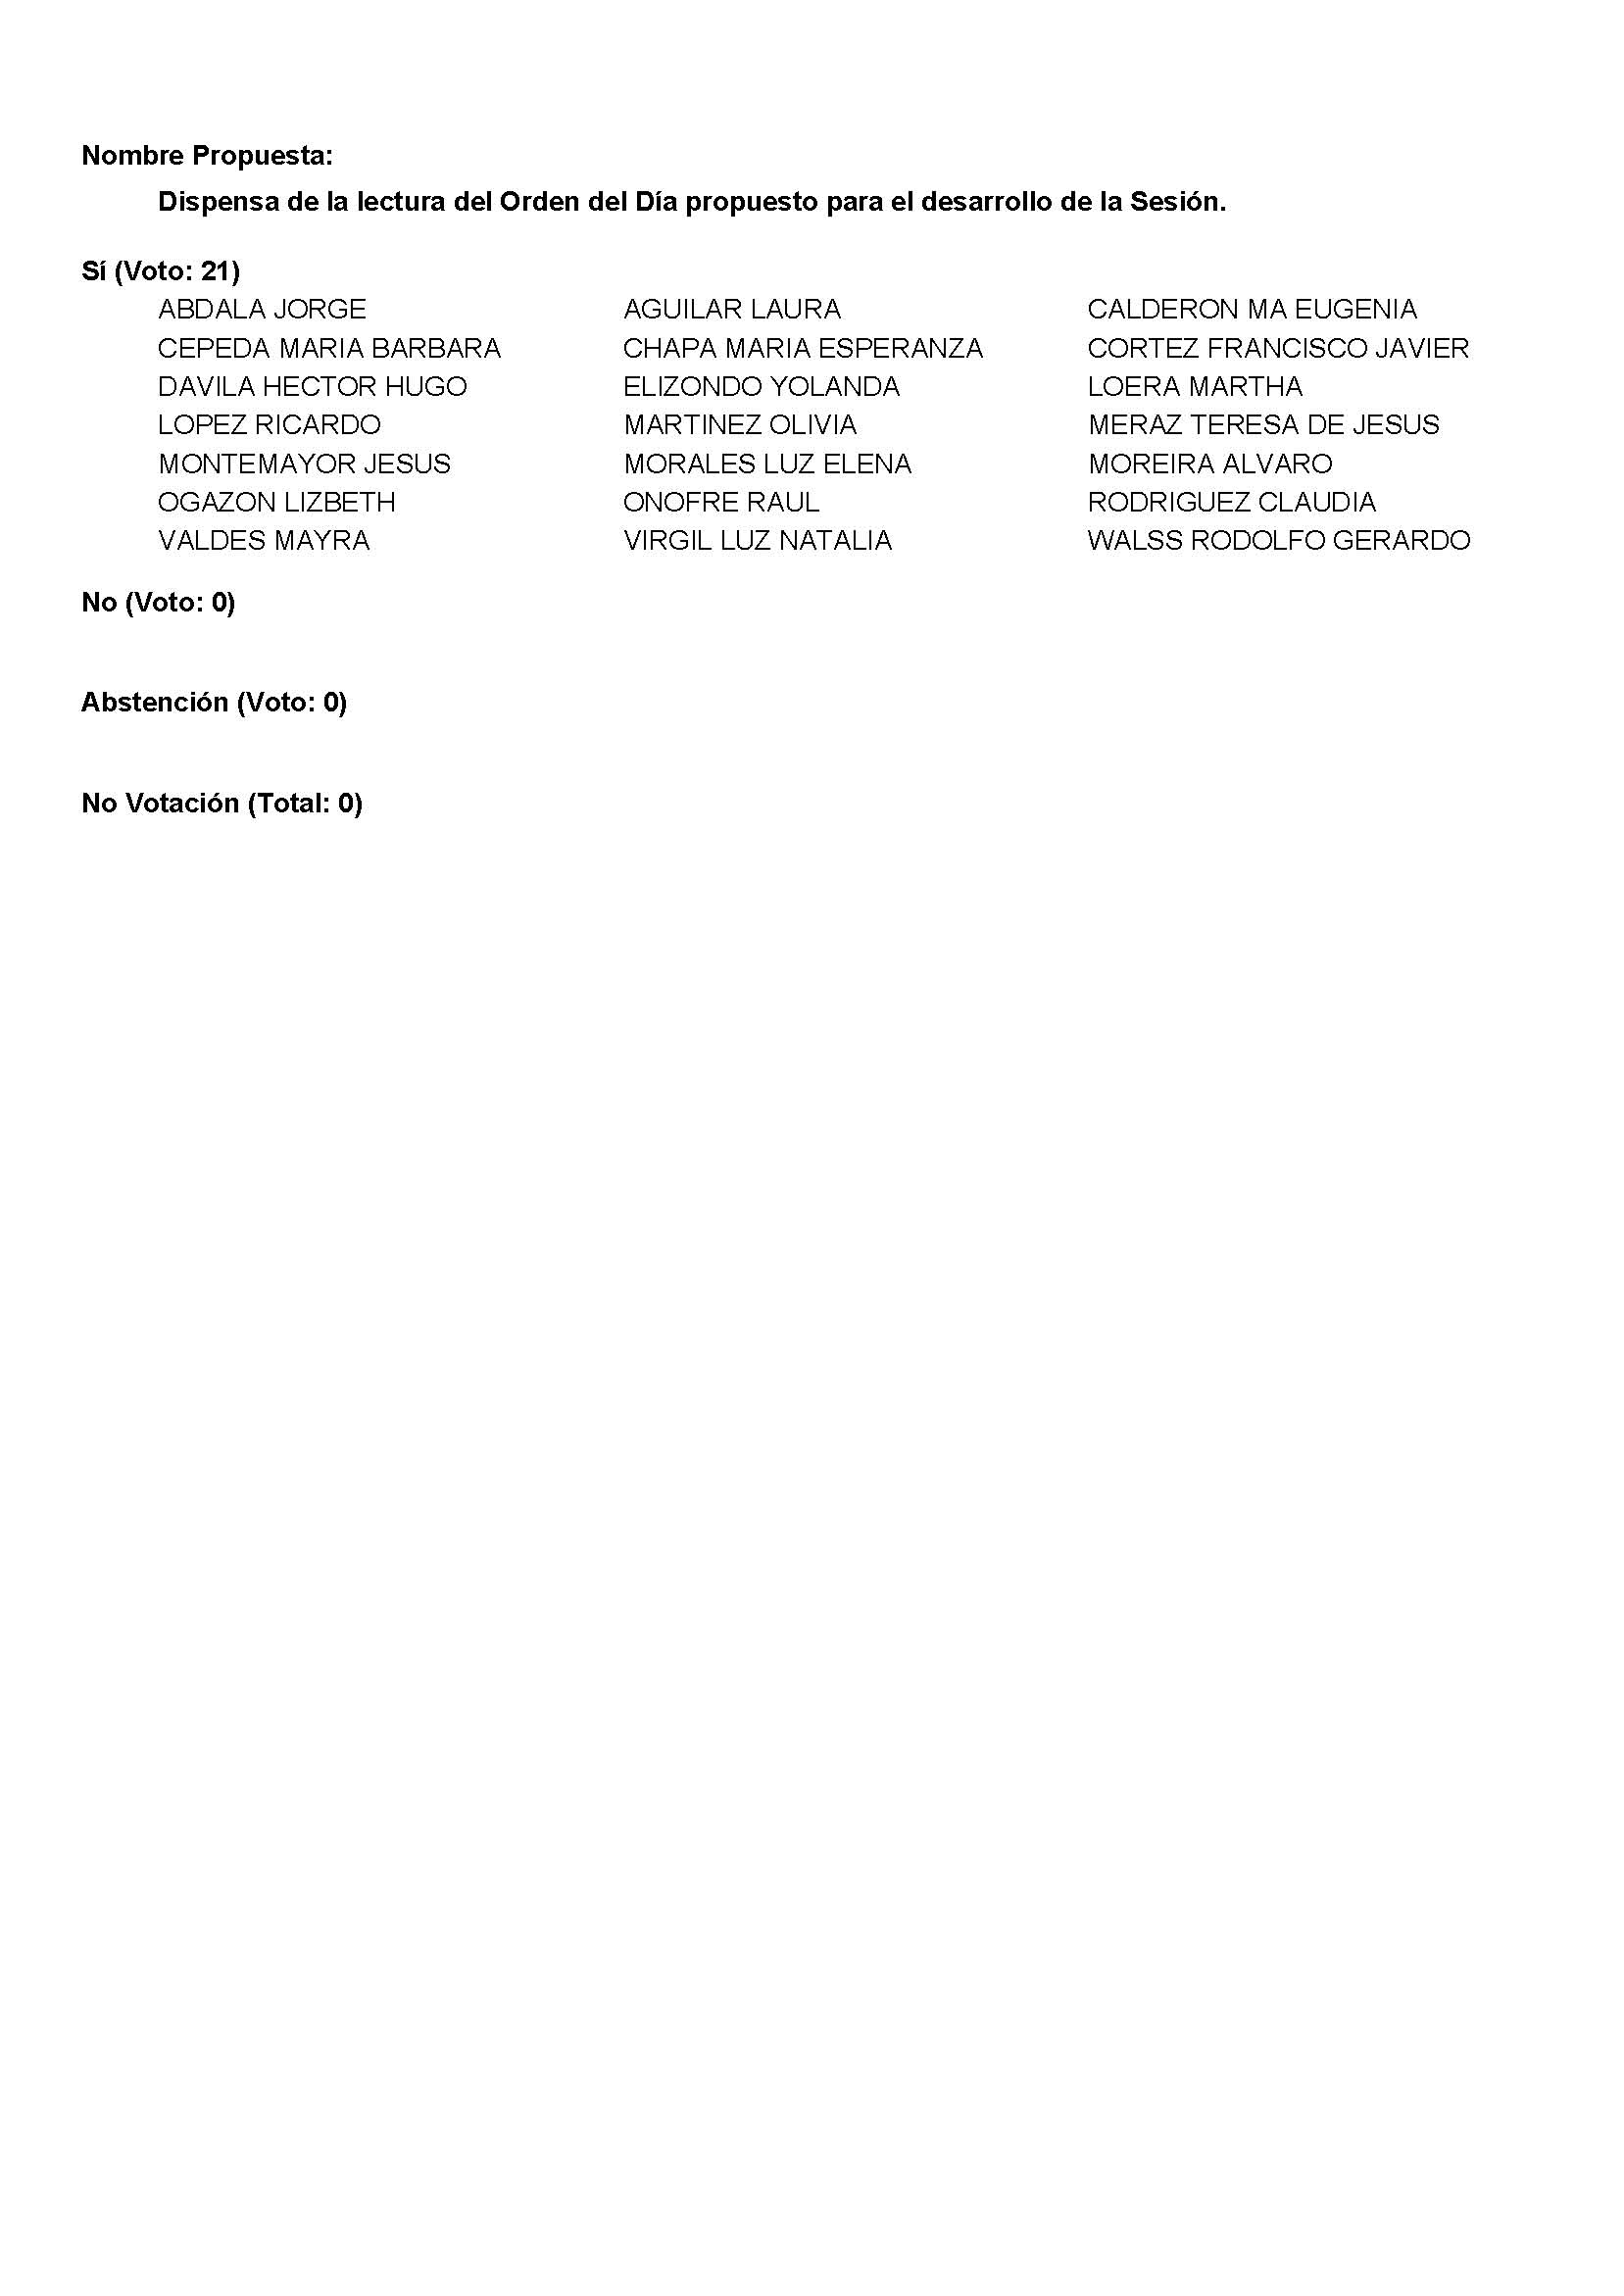 Nombre Propuesta:
Dispensa de la lectura del Orden del Día propuesto para el desarrollo de la Sesión.
Sí (Voto: 21)
ABDALA JORGE AGUILAR LAURA CALDERON MA EUGENIA
CEPEDA MARIA BARBARA CHAPA MARIA ESPERANZA CORTEZ FRANCISCO JAVIER
DAVILA HECTOR HUGO ELIZONDO YOLANDA LOERA MARTHA
LOPEZ RICARDO MARTINEZ OLIVIA MERAZ TERESA DE JESUS
MONTEMAYOR JESUS MORALES LUZ ELENA MOREIRA ALVARO
OGAZON LIZBETH ONOFRE RAUL RODRIGUEZ CLAUDIA
VALDES MAYRA VIRGIL LUZ NATALIA WALSS RODOLFO GERARDO
No (Voto: 0)
Abstención (Voto: 0)
No Votación (Total: 0)